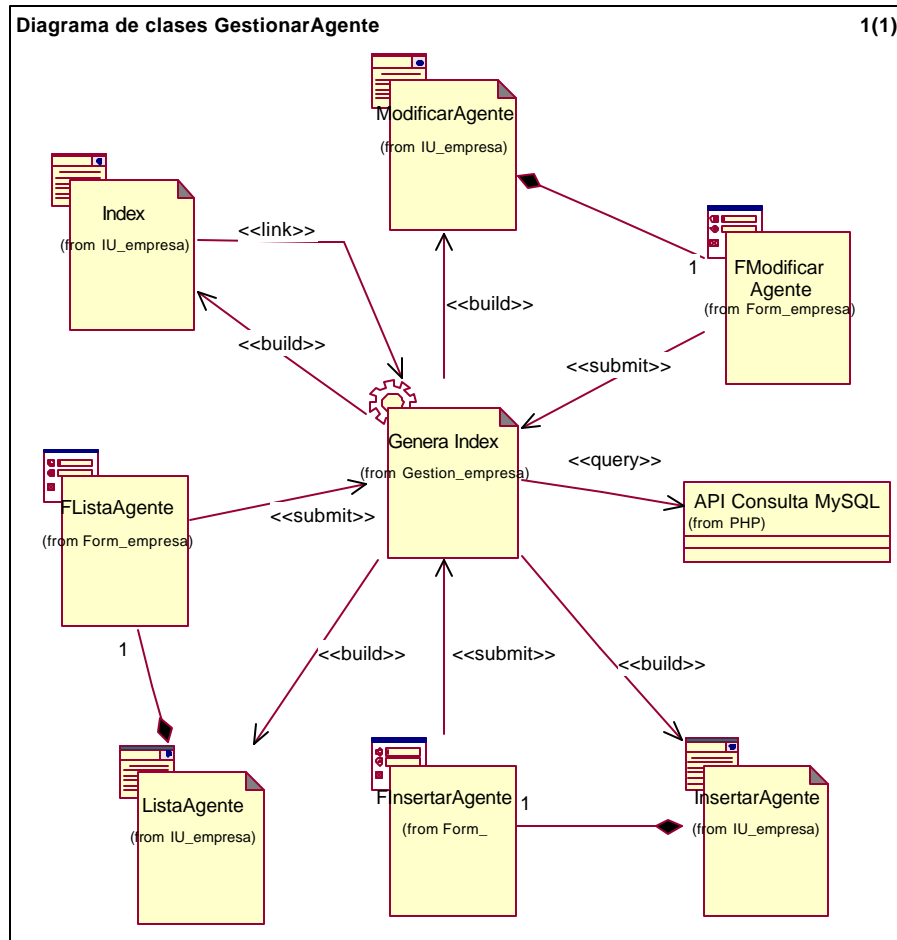 Diagrama de clases GestionarAgente 1(1)
ModificarAgente
(from IU_empresa)
Index
(from IU_empresa)
<<link>>
1
FModificar
Agente
(from Form_empresa)
<<build>>
<<build>>
<<submit>>
Genera Index
(from Gestion_empresa)
<<query>>
FListaAgente
(from Form_empresa)
<<submit>>
API Consulta MySQL
(from PHP)
1
<<build>>
<<submit>>
<<build>>
ListaAgente
(from IU_empresa)
FInsertarAgente
(from Form_
1
InsertarAgente
(from IU_empresa)